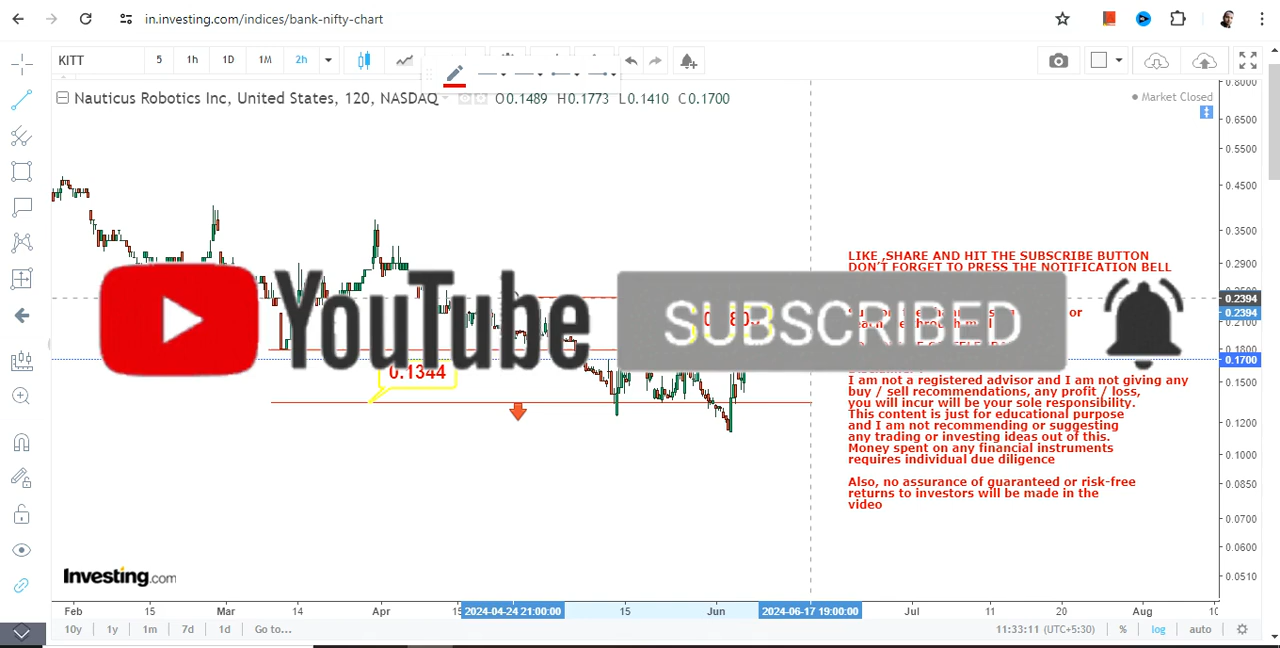 in.investing.com/indices/bank-nifty-chart
KITT 5 1h 1D 1M 2h
Nauticus Robotics Inc, United States, 120, NASDAQ O0.1489 H0.1773 L0.1410 C0.1700
Market Closed
0.8000
0.6500
0.5500
0.4500
0.3500
0.2900
0.2394
0.2394
0.2100
0.1800
0.1700
0.1500
0.1200
0.1000
0.0850
0.0700
0.0600
0.0510
LIKE ,SHARE AND HIT THE SUBSCRIBE BUTTON
DON'T FORGET TO PRESS THE NOTIFICATION BELL
YouTube SUBSCRIBED
or
0.1344
I am not a registered advisor and I am not giving any
buy / sell recommendations, any profit / loss,
you will incur will be your sole responsibility.
This content is just for educational purpose
and I am not recommending or suggesting
any trading or investing ideas out of this.
Money spent on any financial instruments
requires individual due diligence
Also, no assurance of guaranteed or risk-free
returns to investors will be made in the
video
Investing.com
Feb 15 Mar 14 Apr 15 2024-04-24 21:00:00 15 Jun 2024-06-17 19:00:00 Jul 11 20 Aug
10y 1y 1m 7d 1d Go to... 11:33:11 (UTC+5:30) % log auto